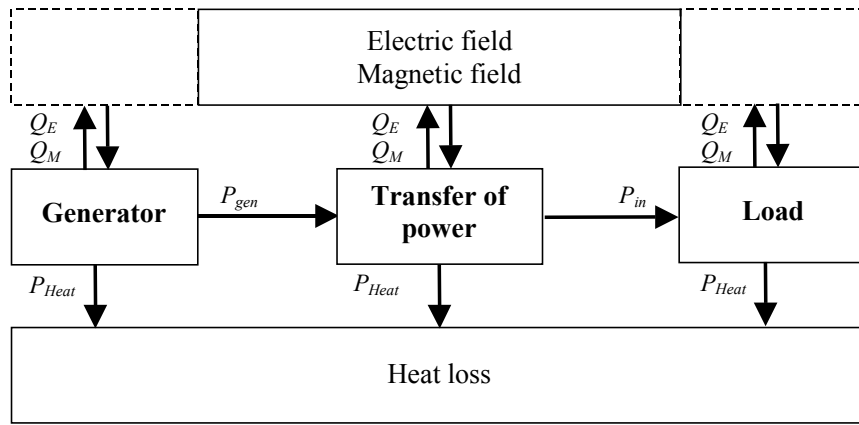 Electric field
Magnetic field
Q_E
Q_M
Q_E
Q_M
Q_E
Q_M
Generator
P_gen
Transfer of
power
P_in
Load
P_Heat
P_Heat
P_Heat
Heat loss